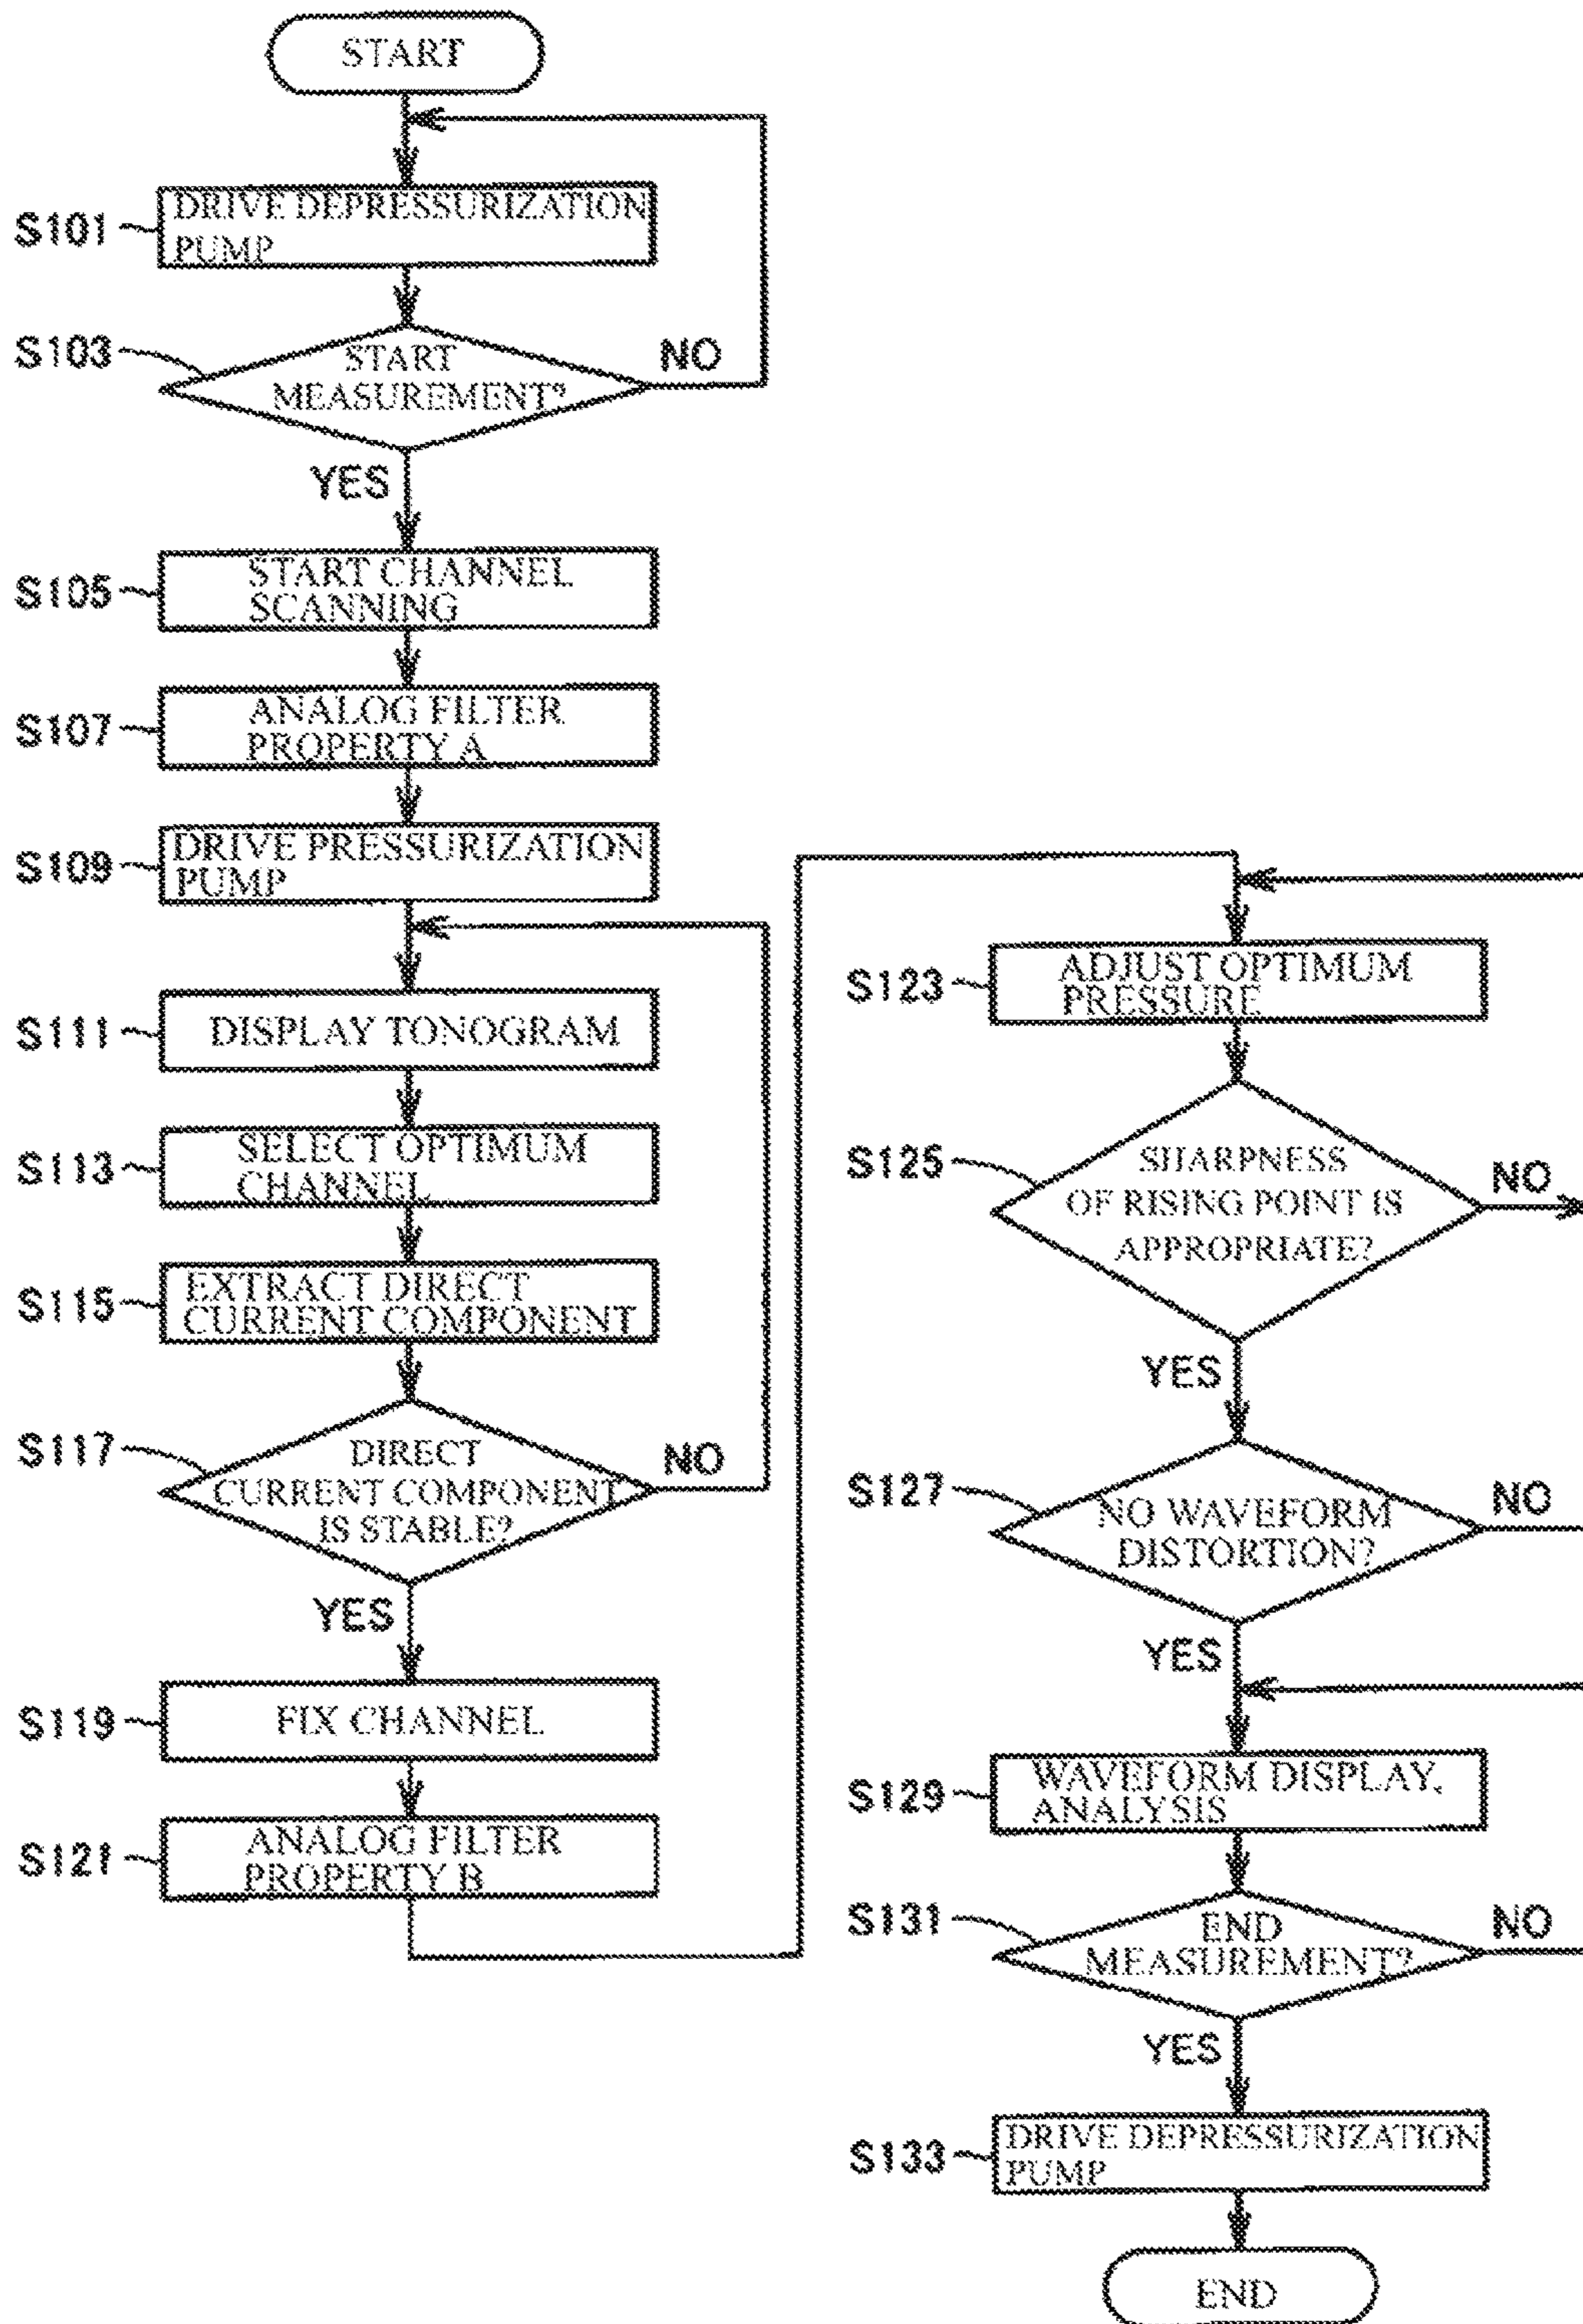 START
S101
DRIVE DEPRESSURIZATION
PUMP
S103
START
MEASUREMENT?
NO
YES
S105
START CHANNEL
SCANNING
S107
ANALOG FILTER
PROPERTY A
S109
DRIVE PRESSURIZATION
PUMP
S111
DISPLAY TONOGRAM
S113
SELECT OPTIMUM
CHANNEL
S115
EXTRACT DIRECT
CURRENT COMPONENT
S117
DIRECT
CURRENT COMPONENT
IS STABLE?
NO
YES
S119
FIX CHANNEL
S121
ANALOG FILTER
PROPERTY B
S123
ADJUST OPTIMUM
PRESSURE
S125
SHARPNESS
OF RISING POINT IS
APPROPRIATE?
NO
YES
S127
NO WAVEFORM
DISTORTION?
NO
YES
S129
WAVEFORM DISPLAY,
ANALYSIS
S131
END
MEASUREMENT?
NO
YES
S133
DRIVE DEPRESSURIZATION
PUMP
END